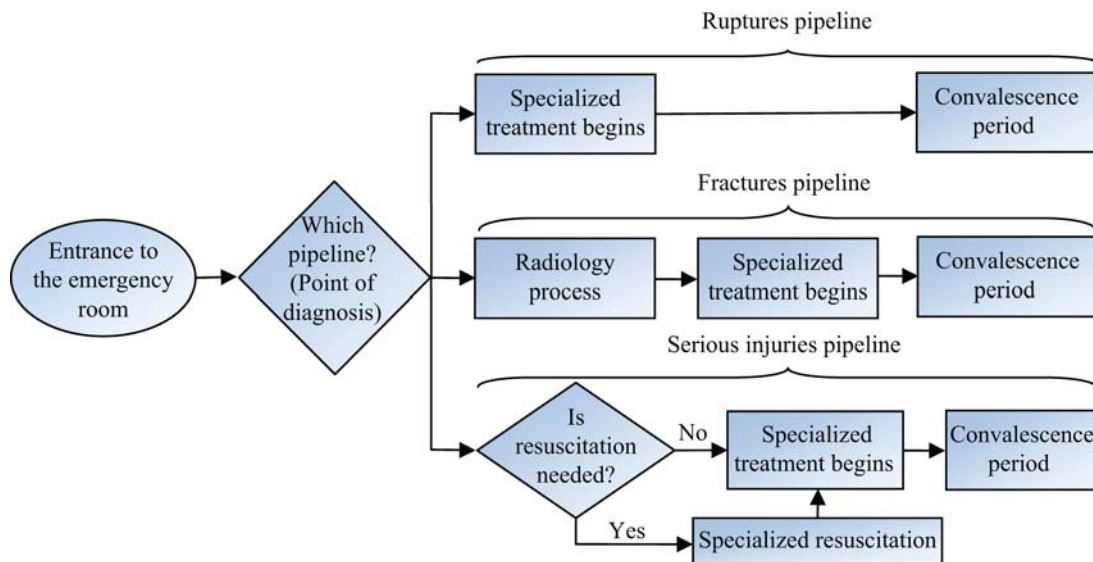 Ruptures pipeline
Specialized
treatment begins
Convalescence
period
Entrance to
the emergency
room
Which
pipeline?
(Point of
diagnosis)
Fractures pipeline
Radiology
process
Specialized
treatment begins
Convalescence
period
Serious injuries pipeline
Is
resuscitation
needed?
No
Specialized
treatment begins
Convalescence
period
Yes
Specialized resuscitation